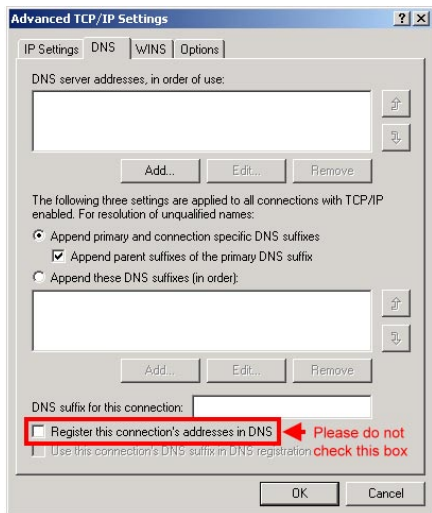 Advanced TCP/IP Settings
IP Settings DNS WINS Options
DNS server addresses, in order of use:
Add... Edit... Remove
The following three settings are applied to all connections with TCP/IP
enabled. For resolution of unqualified names:
Append primary and connection specific DNS suffixes
Append parent suffixes of the primary DNS suffix
Append these DNS suffixes (in order):
Add... Edit... Remove
DNS suffix for this connection:
Register this connection's addresses in DNS Please do not
Use this connection's DNS suffix in DNS registration check this box
OK Cancel